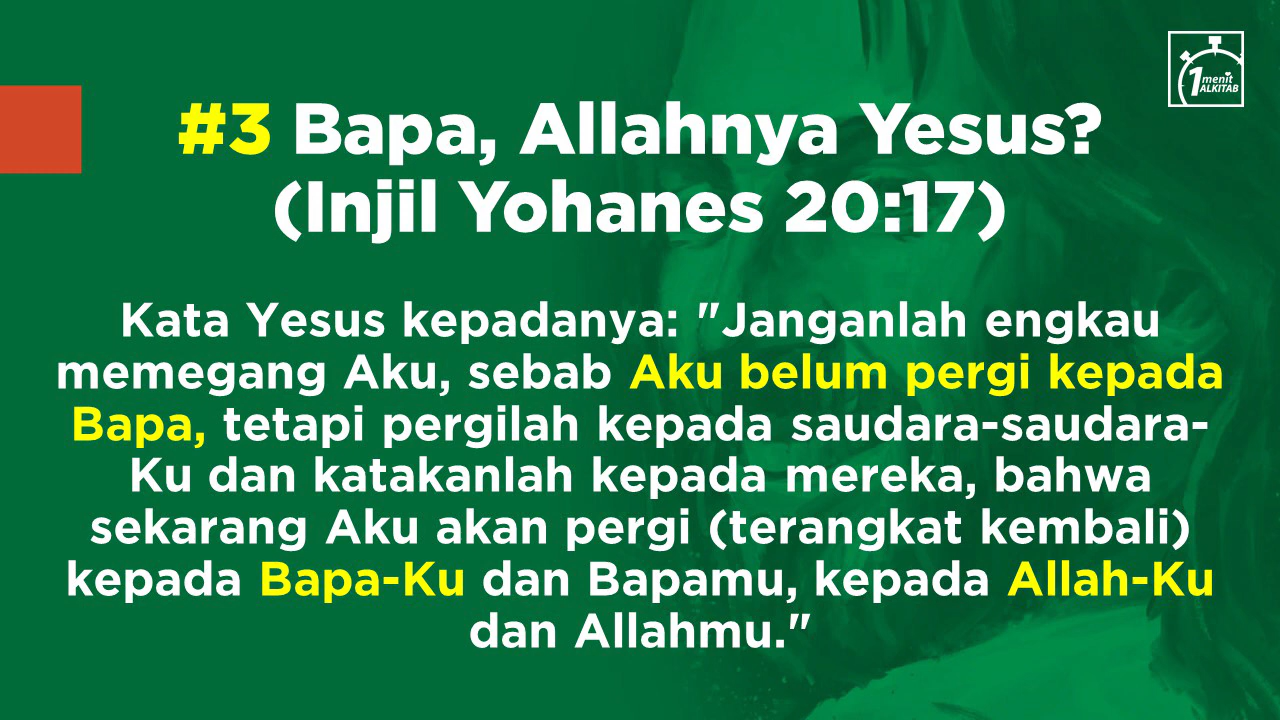 1menit
ALKITAB
#3 Bapa, Allahnya Yesus?
(Injil Yohanes 20:17)
Kata Yesus kepadanya: "Janganlah engkau
memegang Aku, sebab Aku belum pergi kepada
Bapa, tetapi pergilah kepada saudara-saudara-
Ku dan katakanlah kepada mereka, bahwa
sekarang Aku akan pergi (terangkat kembali)
kepada Bapa-Ku dan Bapamu, kepada Allah-Ku
dan Allahmu."